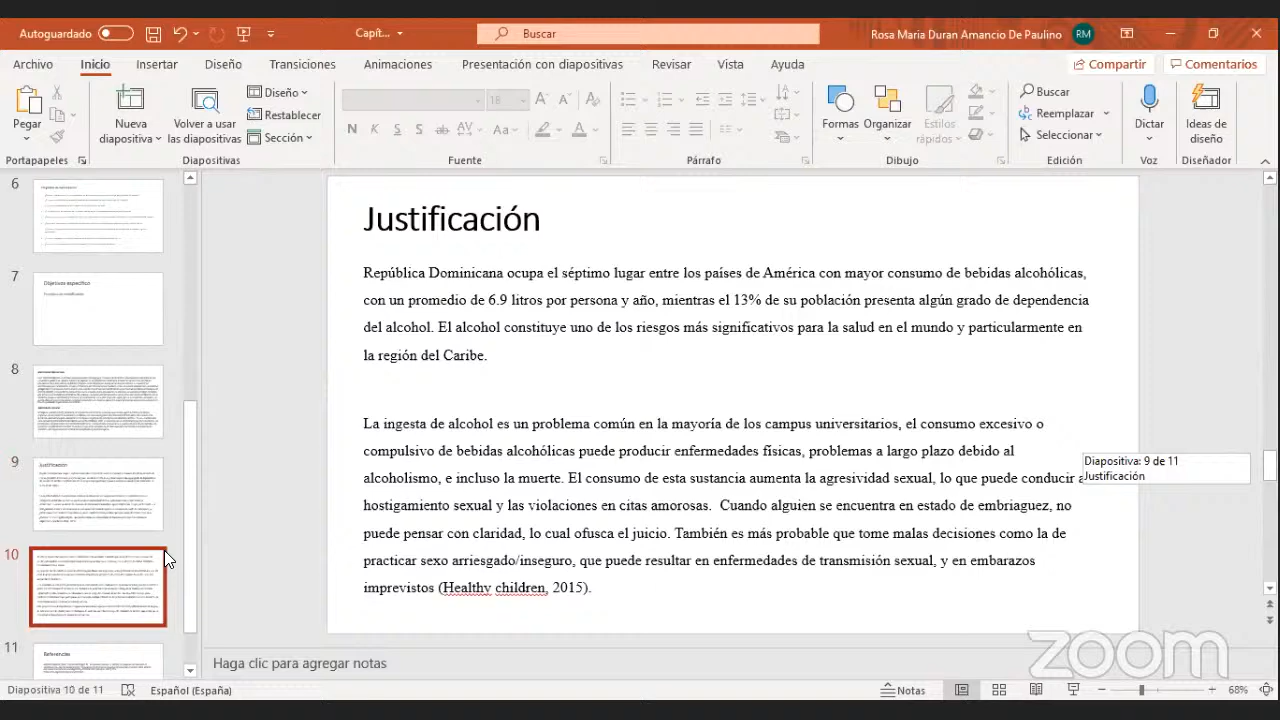 Autoguardado
Capít...
Buscar
Rosa Maria Duran Amancio De Paulino
RM
Archivo
Inicio
Insertar
Diseño
Transiciones
Animaciones
Presentación con diapositivas
Revisar
Vista
Ayuda
Compartir
Comentarios
Pegar
Nueva diapositiva
Volver a usar las diapositivas
Diseño
Restablecer
Sección
18
N K S S ab AV Aa A
Formas
Organizar
Estilos rápidos
Buscar
Reemplazar
Seleccionar
Dictar
Ideas de diseño
Portapapeles
Diapositivas
Fuente
Párrafo
Dibujo
Edición
Voz
Diseñador
6
7
Objetivos específico
8
9
Justificación
10
11
Referencias
Justificación
República Dominicana ocupa el séptimo lugar entre los países de América con mayor consumo de bebidas alcohólicas,
con un promedio de 6.9 litros por persona y año, mientras el 13% de su población presenta algún grado de dependencia
del alcohol. El alcohol constituye uno de los riesgos más significativos para la salud en el mundo y particularmente en
la región del Caribe.
La ingesta de alcohol es un problema común en la mayoría de los campus universitarios, el consumo excesivo o
compulsivo de bebidas alcohólicas puede producir enfermedades físicas, problemas a largo plazo debido al
alcoholismo, e incluso la muerte. El consumo de esta sustancia aumenta la agresividad sexual, lo que puede conducir a
hostigamiento sexual y las violaciones en citas amorosas. Cuando alguien se encuentra en estado de embriaguez, no
puede pensar con claridad, lo cual ofusca el juicio. También es más probable que tome malas decisiones como la de
practicar sexo arriesgado inseguro, que puede resultar en enfermedades de transmisión sexual, y en embarazos
imprevistos (Healthy Children, 2015).
Diapositiva: 9 de 11
Justificación
Haga clic para agregar notas
zoom
Diapositiva 10 de 11
Español (España)
Notas
68%